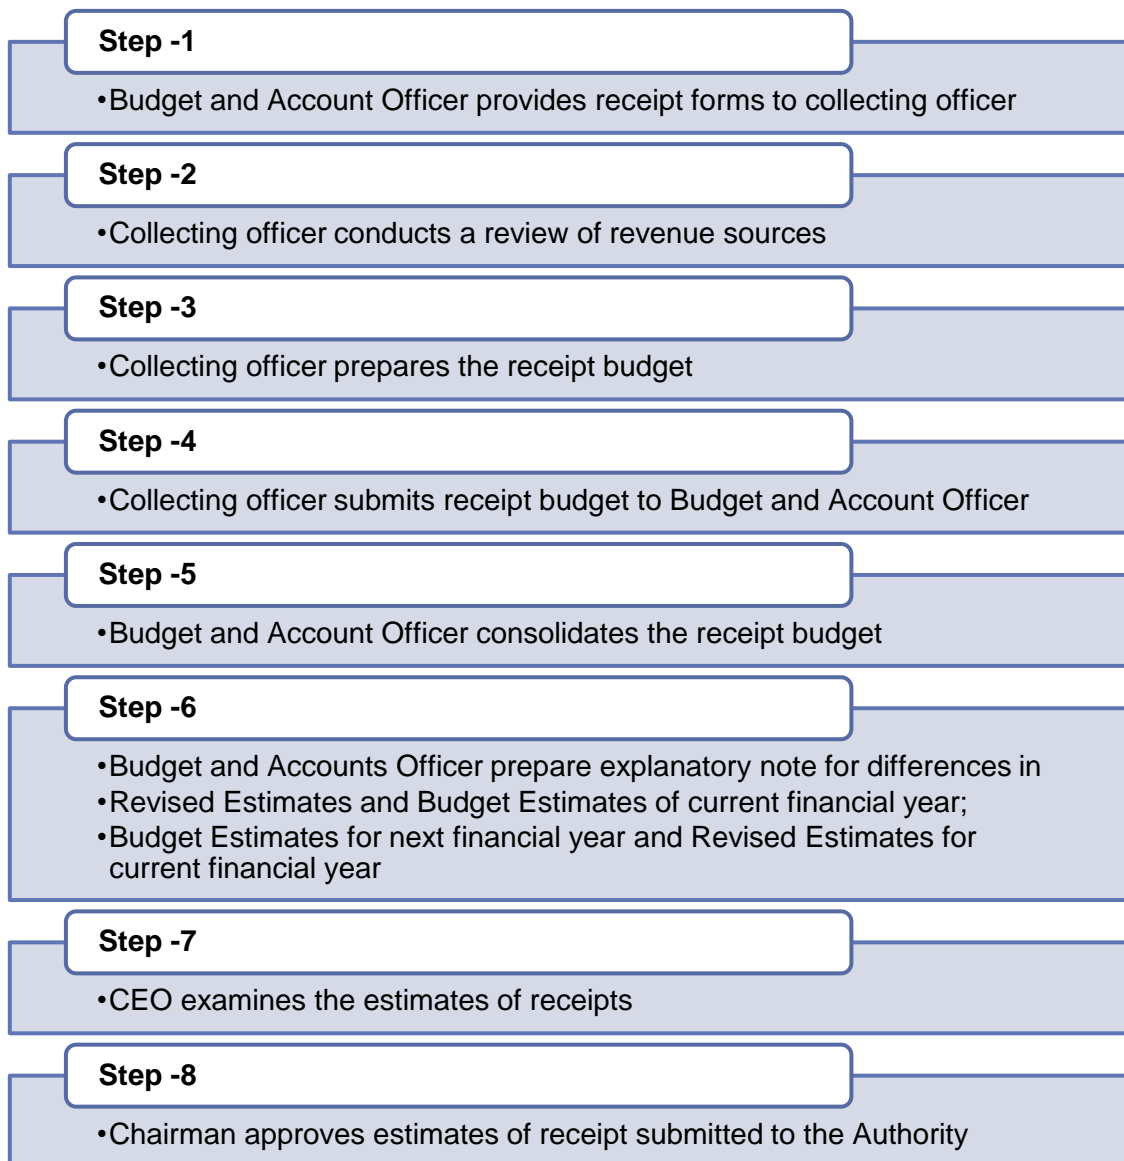 Step -1
•Budget and Account Officer provides receipt forms to collecting officer
Step -2
•Collecting officer conducts a review of revenue sources
Step -3
•Collecting officer prepares the receipt budget
Step -4
•Collecting officer submits receipt budget to Budget and Account Officer
Step -5
•Budget and Account Officer consolidates the receipt budget
Step -6
•Budget and Accounts Officer prepare explanatory note for differences in
•Revised Estimates and Budget Estimates of current financial year;
•Budget Estimates for next financial year and Revised Estimates for
current financial year
Step -7
•CEO examines the estimates of receipts
Step -8
•Chairman approves estimates of receipt submitted to the Authority